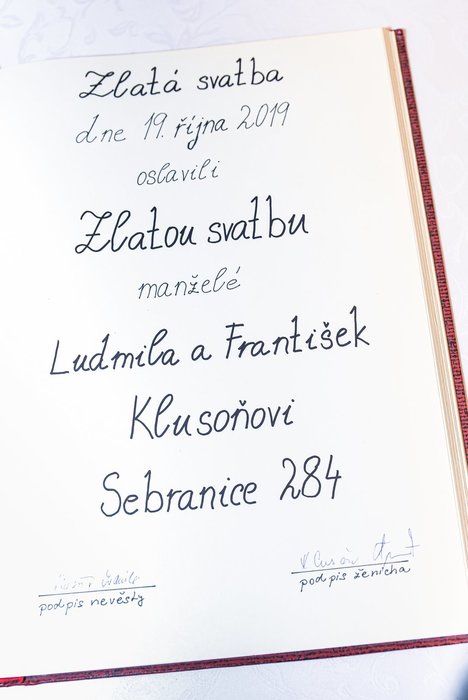 Zlatá svatba
dne 19. října 2019
oslavili
Zlatou svatbu
manželé
Ludmila a František
Klusoňovi
Sebranice 284
podpis nevěsty
podpis ženicha